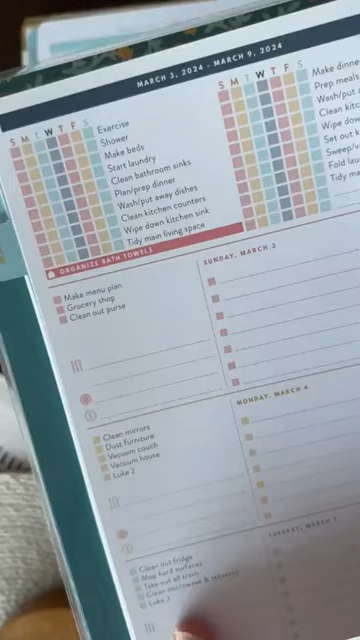 MARCH 3, 2024 - MARCH 9, 2024
S M T W T F S
Exercise
Shower
Make beds
Start laundry
Clean bathroom sinks
Plan/prep dinner
Wash/put away dishes
Clean kitchen counters
Wipe down kitchen sink
Tidy main living space
S M T W T F S
Make dinne
Prep meals
Wash/put
Clean kitc
Wipe dow
Set out
Sweep/v
Fold lau
Tidy ma
ORGANIZE BATH TOWELS
Make menu plan
Grocery shop
Clean out purse
SUNDAY, MARCH 3
Clean mirrors
Dust furniture
Vacuum couch
Vacuum house
Luke 2
MONDAY, MARCH 4
Clean out fridge
Mop hard surfaces
Take out all trash
Clean microwave &
Luke 3
TUESDAY, MARCH